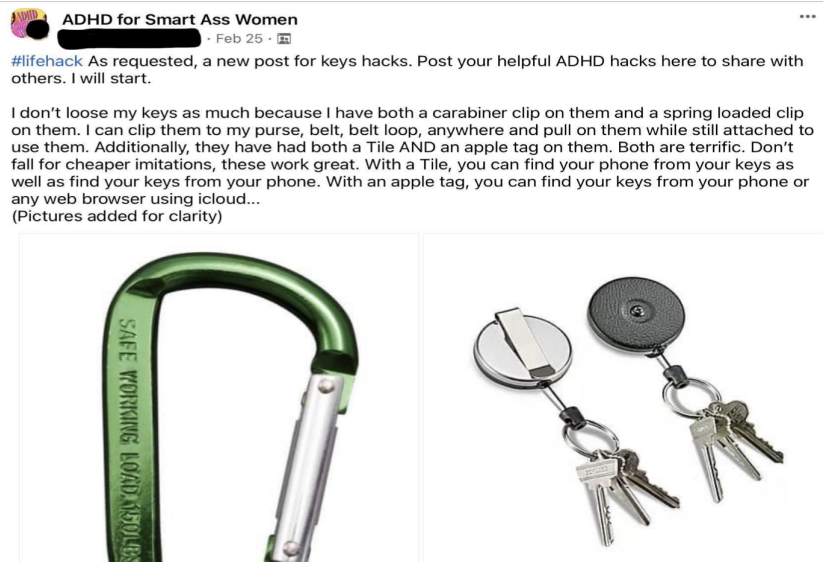 ADHD for Smart Ass Women
· Feb 25 ·
#lifehack As requested, a new post for keys hacks. Post your helpful ADHD hacks here to share with
others. I will start.
I don't loose my keys as much because I have both a carabiner clip on them and a spring loaded clip
on them. I can clip them to my purse, belt, belt loop, anywhere and pull on them while still attached to
use them. Additionally, they have had both a Tile AND an apple tag on them. Both are terrific. Don't
fall for cheaper imitations, these work great. With a Tile, you can find your phone from your keys as
well as find your keys from your phone. With an apple tag, you can find your keys from your phone or
any web browser using icloud...
(Pictures added for clarity)
SAFE WORKING LOAD.150LBS